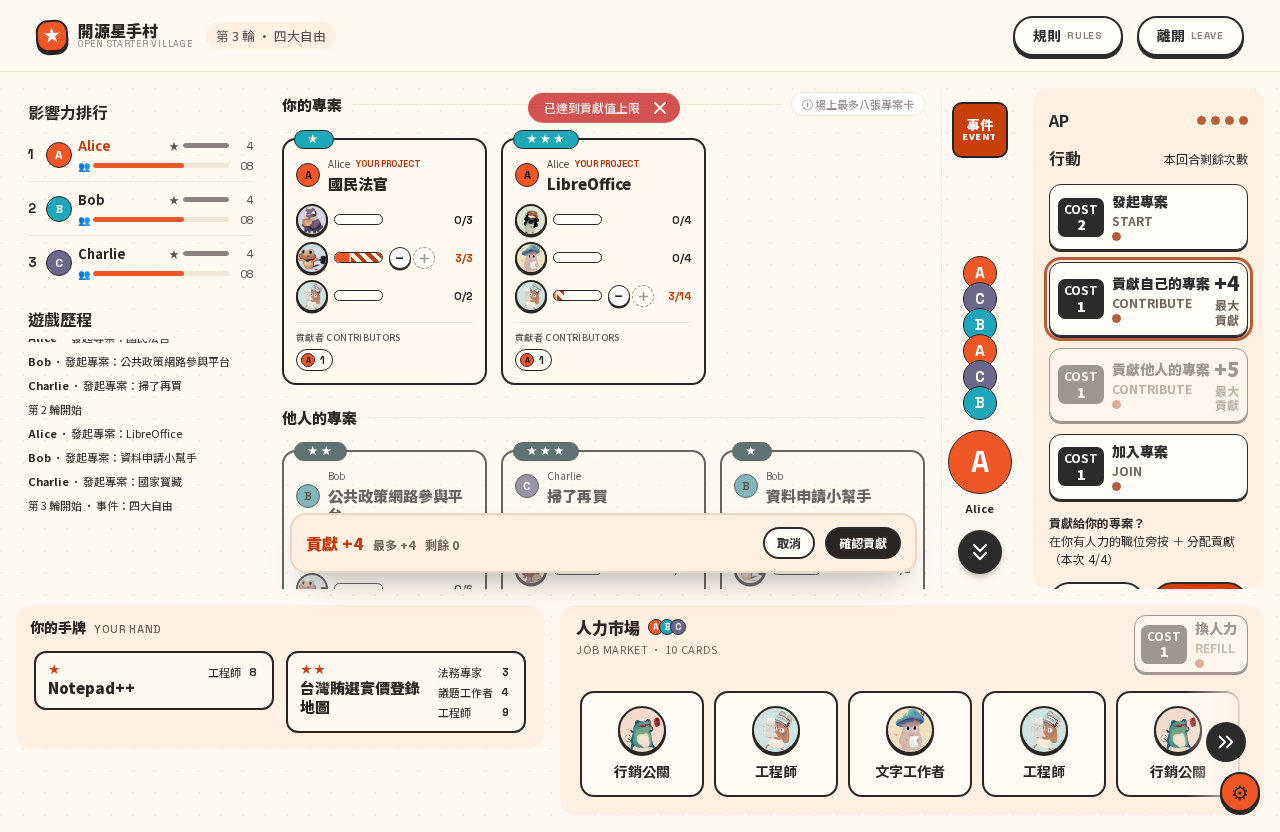 開源星手村
OPEN STARTER VILLAGE
第 3 輪 ・ 四大自由
規則 RULES
離開 LEAVE
影響力排行
1 A Alice ★ 4
08
2 B Bob ★ 4
08
3 C Charlie ★ 4
08
遊戲歷程
Alice ・ 發起專案：國民法官
Bob ・ 發起專案：公共政策網路參與平台
Charlie ・ 發起專案：掃了再買
第 2 輪開始
Alice ・ 發起專案：LibreOffice
Bob ・ 發起專案：資料申請小幫手
Charlie ・ 發起專案：國家寶藏
第 3 輪開始 ・ 事件：四大自由
你的專案
已達到貢獻值上限
場上最多八張專案卡
★
A Alice YOUR PROJECT
國民法官
0/3
− + 3/3
0/2
貢獻者 CONTRIBUTORS
A 1
★ ★ ★
A Alice YOUR PROJECT
LibreOffice
0/4
0/4
− + 3/14
貢獻者 CONTRIBUTORS
A 1
他人的專案
★ ★
B Bob
公共政策網路參與平
台
0/6
★ ★ ★
C Charlie
掃了再買
★
B Bob
資料申請小幫手
貢獻 +4 最多 +4 剩餘 0
取消
確認貢獻
事件
EVENT
A
C
B
A
C
B
A
Alice
AP
行動 本回合剩餘次數
COST 2
發起專案
START
COST 1
貢獻自己的專案
CONTRIBUTE
+4
最大
貢獻
COST 1
貢獻他人的專案
CONTRIBUTE
+5
最大
貢獻
COST 1
加入專案
JOIN
貢獻給你的專案？
在你有人力的職位旁按 ＋ 分配貢獻
（本次 4/4）
你的手牌 YOUR HAND
★
Notepad++
工程師 8
★ ★
台灣賄選實價登錄
地圖
法務專家 3
議題工作者 4
工程師 9
人力市場 A B C
JOB MARKET ・ 10 CARDS
COST 1
換人力
REFILL
行銷公關
工程師
文字工作者
工程師
行銷公關